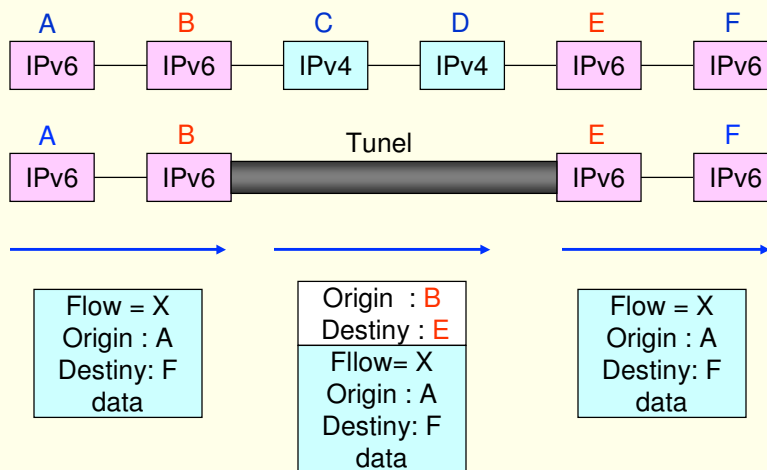 A B C D E F
IPv6 IPv6 IPv4 IPv4 IPv6 IPv6
A B Tunel E F
IPv6 IPv6 IPv6 IPv6
Flow = X
Origin : A
Destiny: F
data
Origin : B
Destiny : E
Fllow= X
Origin : A
Destiny: F
data
Flow = X
Origin : A
Destiny: F
data